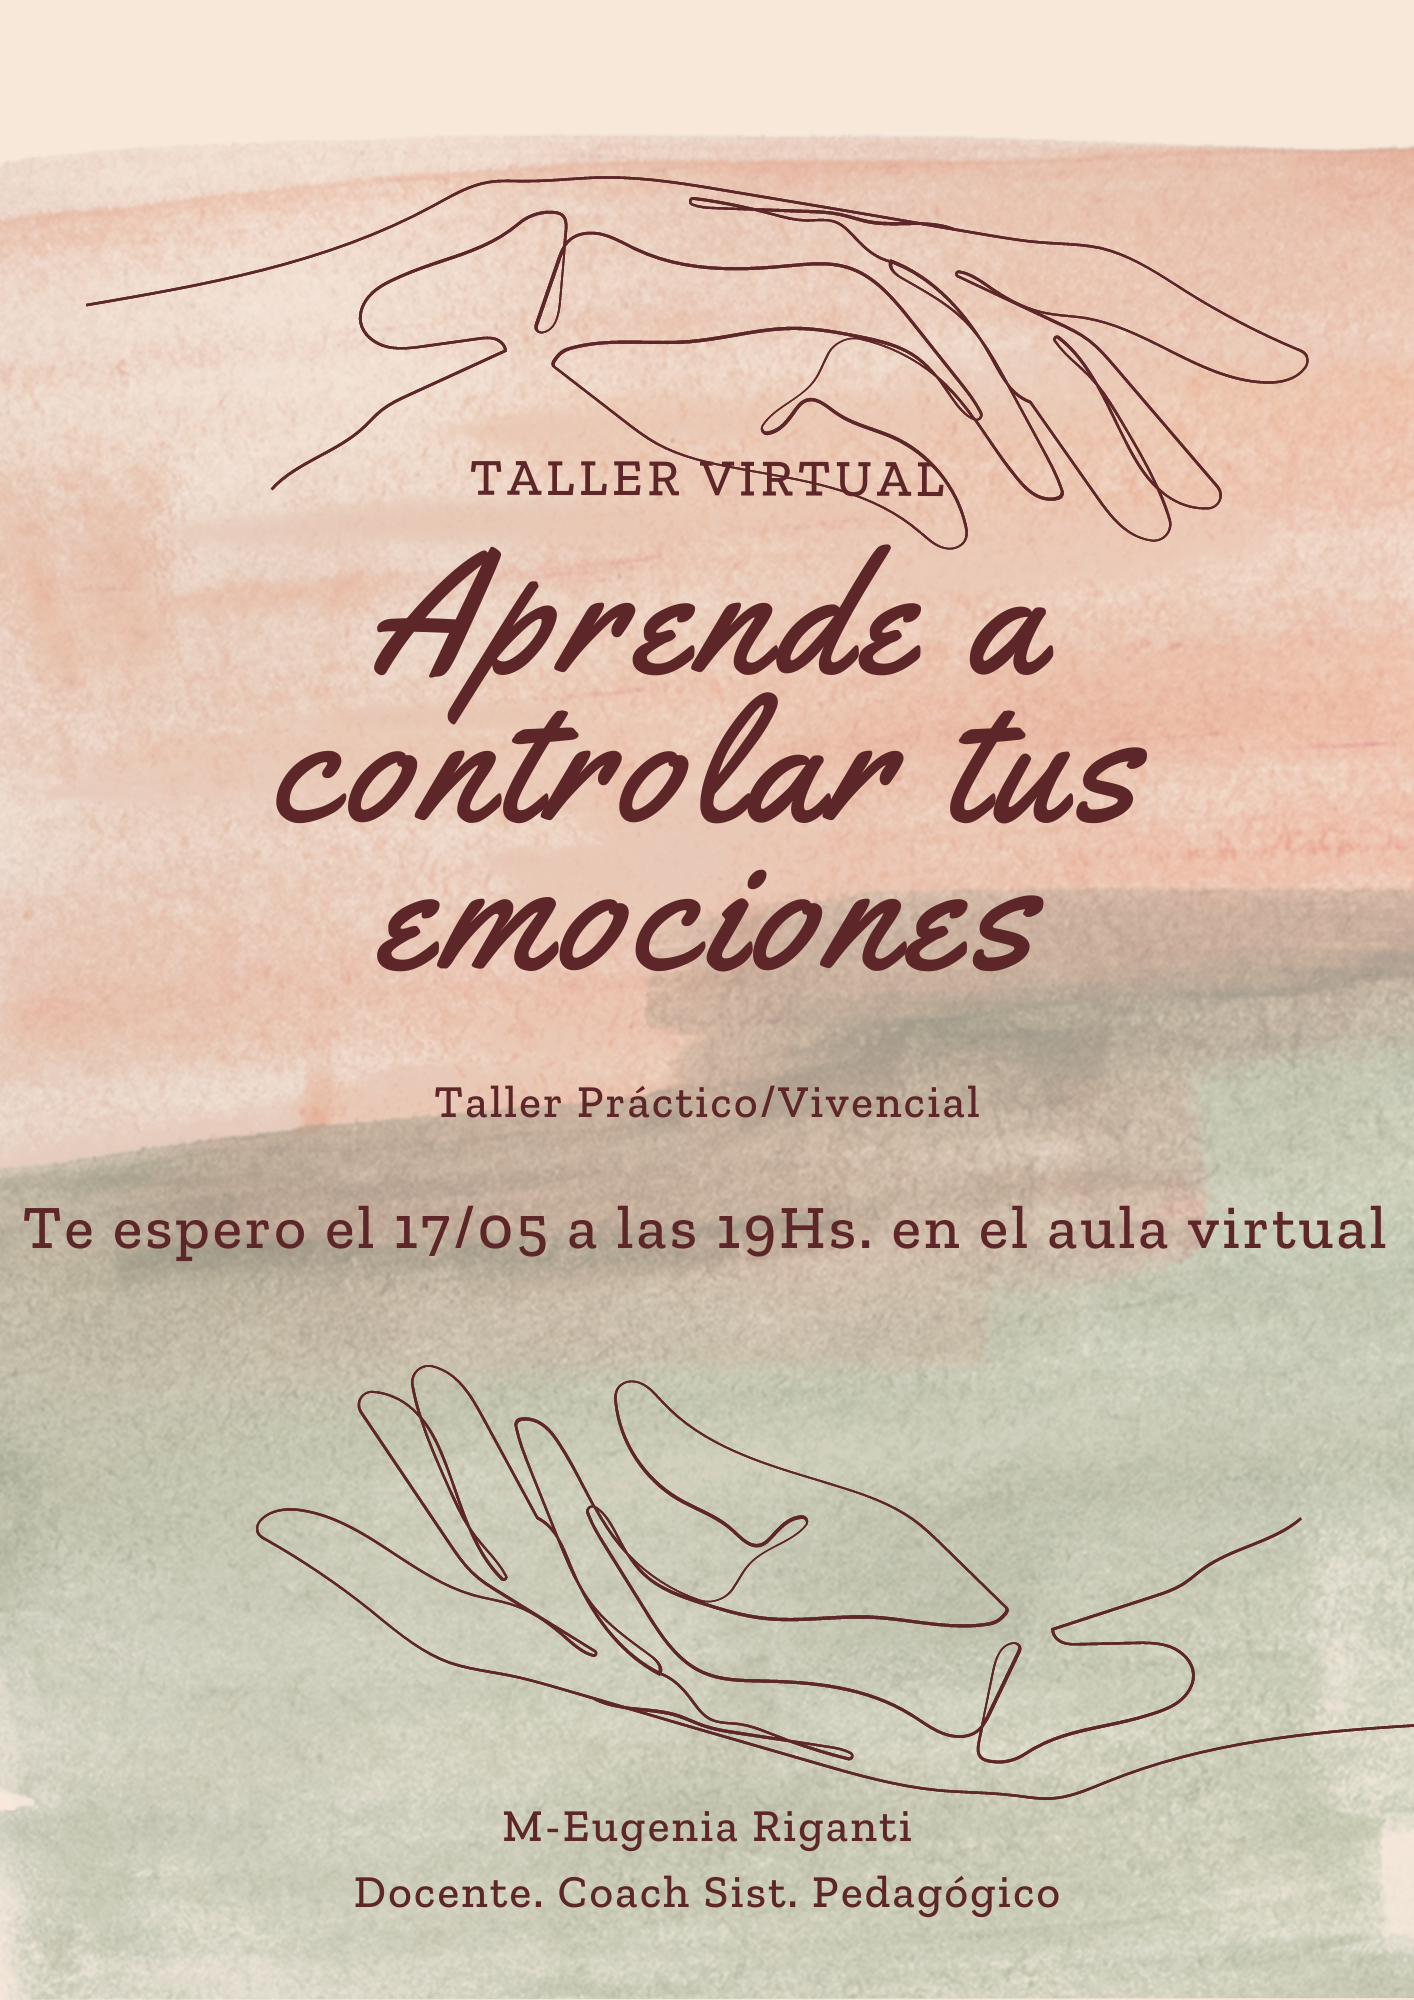 TALLER VIRTUAL
Aprende a
controlar tus
emociones
Taller Práctico/Vivencial
Te espero el 17/05 a las 19Hs. en el aula virtual
M-Eugenia Riganti
Docente. Coach Sist. Pedagógico